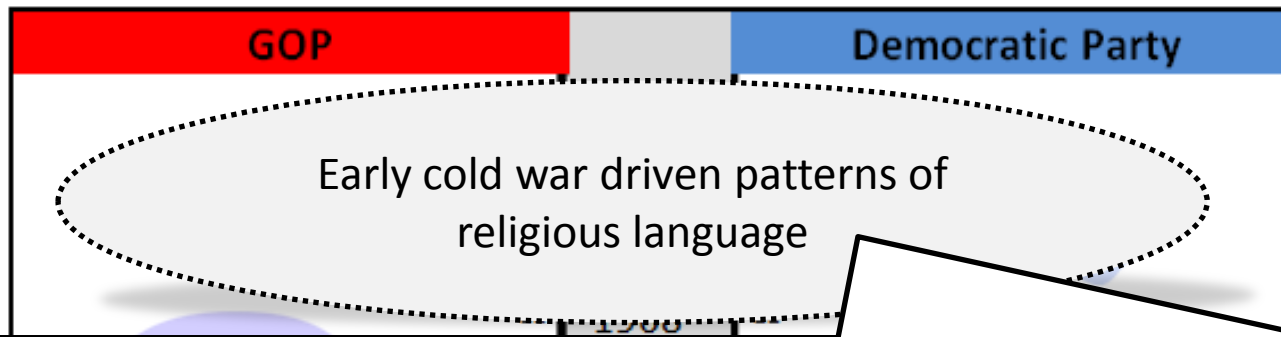 GOP
Democratic Party
Early cold war driven patterns of
religious language